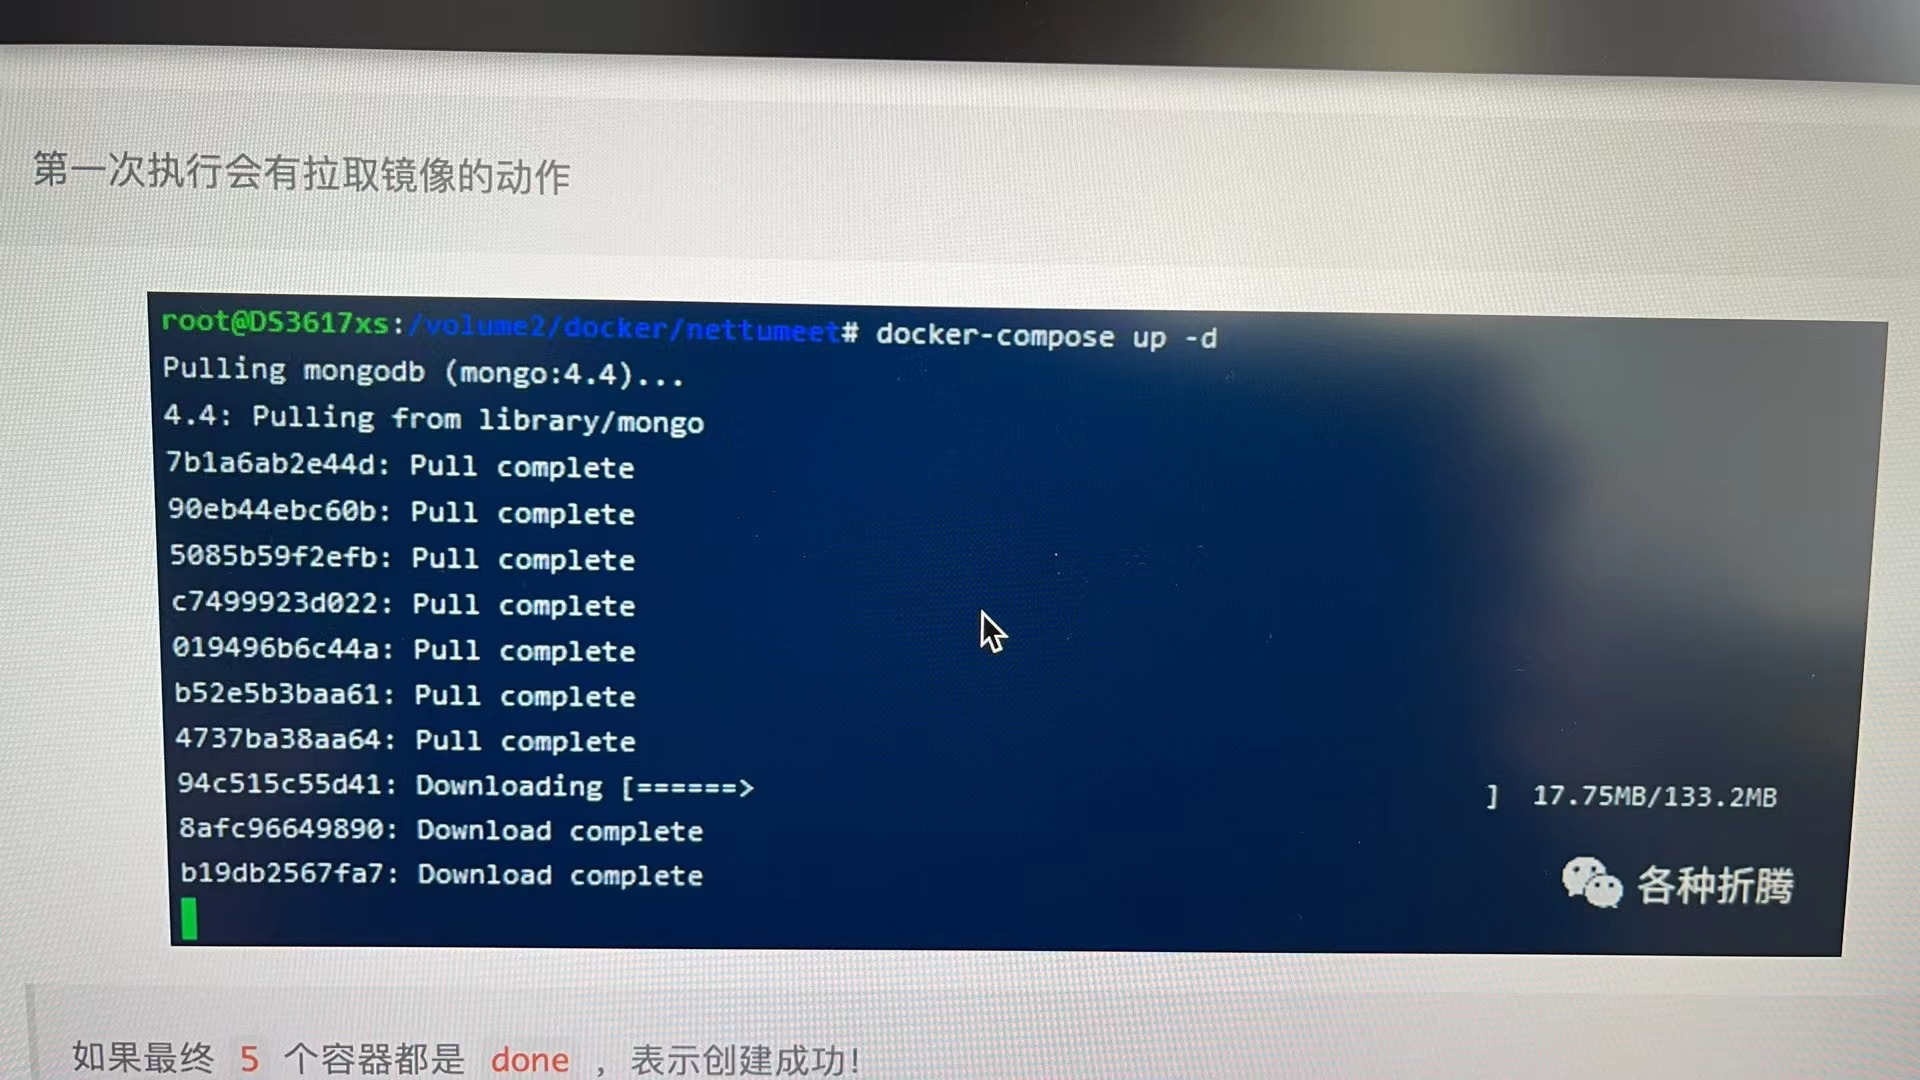 第一次执行会有拉取镜像的动作
root@DS3617xs:/volume2/docker/nettumeet# docker-compose up -d
Pulling mongodb (mongo:4.4)...
4.4: Pulling from library/mongo
7b1a6ab2e44d: Pull complete
90eb44ebc60b: Pull complete
5085b59f2efb: Pull complete
c7499923d022: Pull complete
019496b6c44a: Pull complete
b52e5b3baa61: Pull complete
4737ba38aa64: Pull complete
94c515c55d41: Downloading [======> ] 17.75MB/133.2MB
8afc96649890: Download complete
b19db2567fa7: Download complete
各种折腾
如果最终 5 个容器都是 done ，表示创建成功！